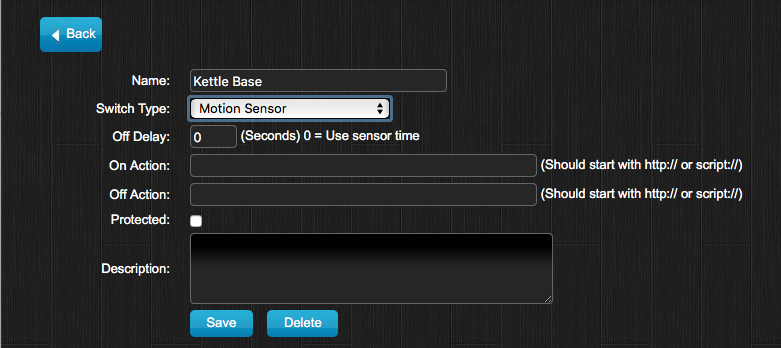 Back
Name: Kettle Base
Switch Type: Motion Sensor
Off Delay: 0 (Seconds) 0 = Use sensor time
On Action: (Should start with http:// or script://)
Off Action: (Should start with http:// or script://)
Protected:
Description:
Save Delete